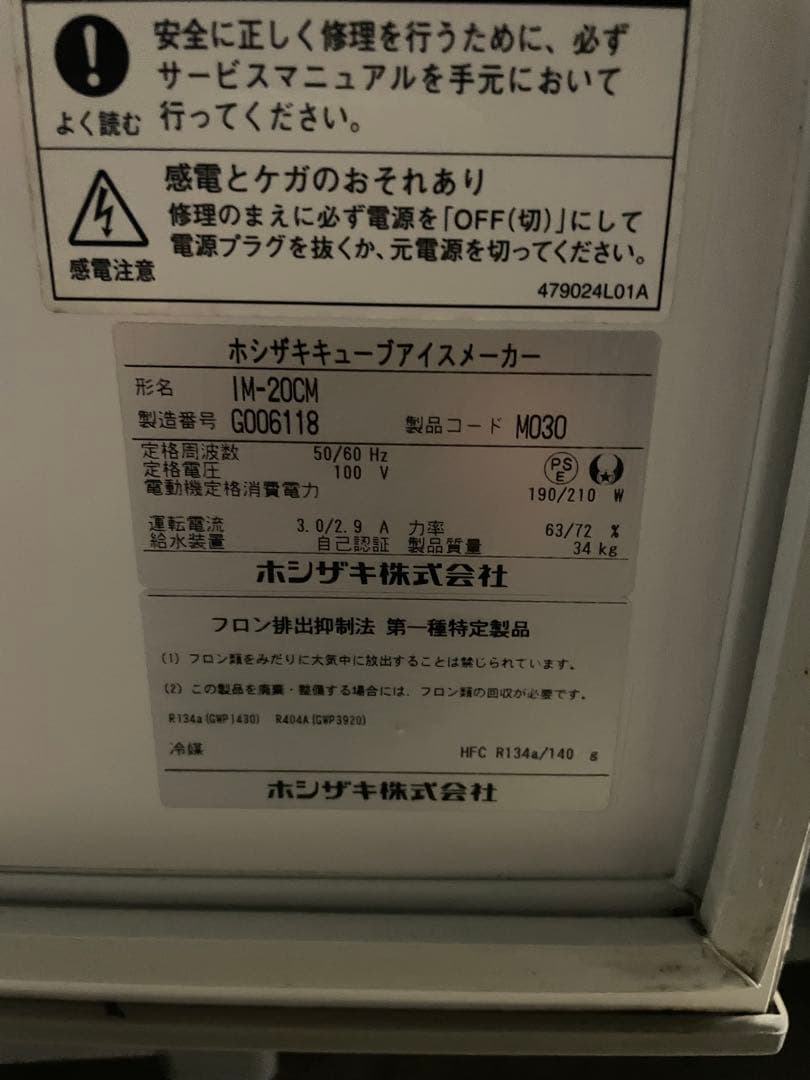 安全に正しく修理を行うために、必ず
サービスマニュアルを手元において
よく読む 行ってください。
感電とケガのおそれあり
修理のまえに必ず電源を「OFF(切)」にして
電源プラグを抜くか、元電源を切ってください。
感電注意
479024L01A
ホシザキキューブアイスメーカー
形名 IM-20CM
製造番号 G006118 製品コード M030
定格周波数 50/60 Hz
定格電圧 100 V
PS
E
電動機定格消費電力 190/210 W
運転電流 3.0/2.9 A 力率 63/72 %
給水装置 自己認証 製品質量 34 kg
ホシザキ株式会社
フロン排出抑制法 第一種特定製品
(1) フロン類をみだりに大気中に放出することは禁じられています。
(2) この製品を廃棄・整備する場合には、フロン類の回収が必要です。
R134a(GWP1430) R404A(GWP3920)
冷媒 HFC R134a/140 g
ホシザキ株式会社